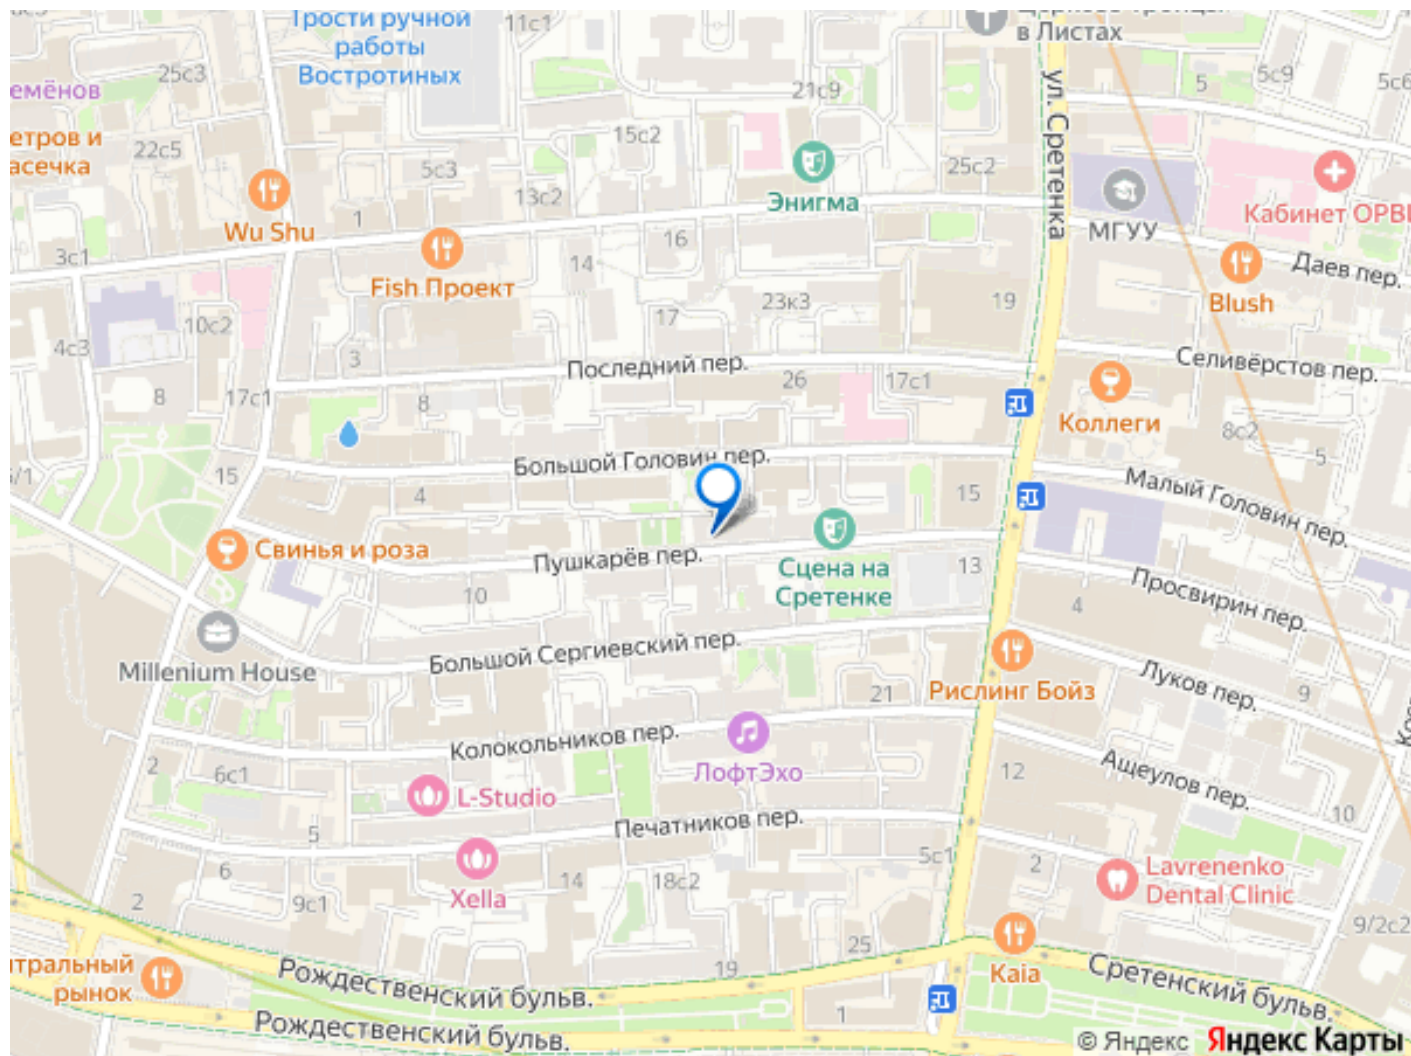 Трости ручной
работы
Востротиных
11с1
в Листах
25с3
емёнов
21с9
5
5с9
5с6
етров и
асечка
22с5
15с2
5с3
25с2
ул. Сретенка
13с2
Энигма
1
Wu Shu
Кабинет ОРВИ
МГУУ
3с1
16
14
Fish Проект
Даев пер.
Blush
23к3
19
10с2
17
4с3
3
Последний пер.
Селивёрстов пер.
26
17с1
8
17с1
8
Коллеги
8с2
5
Большой Головин пер.
/1
15
4
15
Малый Головин пер.
Свинья и роза
Пушкарёв пер.
Сцена на
Сретенке
13
10
4
Просвирин пер.
Большой Сергиевский пер.
Millenium House
Рислинг Бойз
Луков пер.
9
21
Колокольников пер.
2
6с1
ЛофтЭхо
12
Ащеулов пер.
L-Studio
10
5
Печатников пер.
5с1
2
6
14
18с2
Lavrenenko
Dental Clinic
Xella
2
9с1
9/2с2
25
тральный
рынок
Рождественский бульв.
19
Kaia
Сретенский бульв.
1
Рождественский бульв.
© Яндекс Яндекс Карты